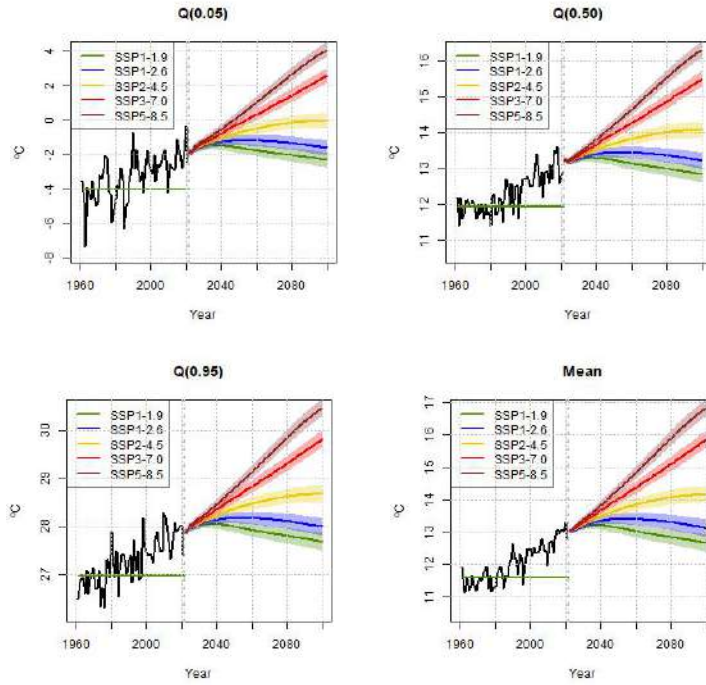 Q(0.05)
SSP1-1.9
SSP1-2.6
SSP2-4.5
SSP3-7.0
SSP5-8.5
4
2
0
-2
-4
-6
-8
ºC
1960 2000 2040 2080
Year
Q(0.50)
SSP1-1.9
SSP1-2.6
SSP2-4.5
SSP3-7.0
SSP5-8.5
16
15
14
13
12
11
ºC
1960 2000 2040 2080
Year
Q(0.95)
SSP1-1.9
SSP1-2.6
SSP2-4.5
SSP3-7.0
SSP5-8.5
30
29
28
27
ºC
1960 2000 2040 2080
Year
Mean
SSP1-1.9
SSP1-2.6
SSP2-4.5
SSP3-7.0
SSP5-8.5
17
16
15
14
13
12
11
ºC
1960 2000 2040 2080
Year